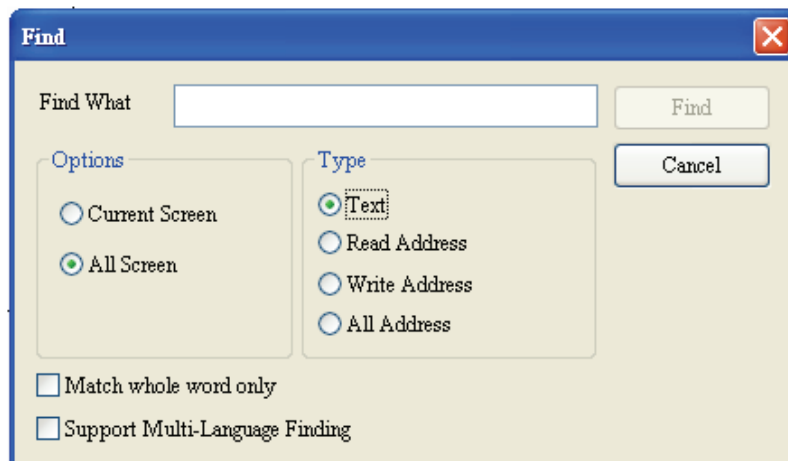 Find
Find What
Find
Options
Type
Cancel
Current Screen
Text
All Screen
Read Address
Write Address
All Address
Match whole word only
Support Multi-Language Finding